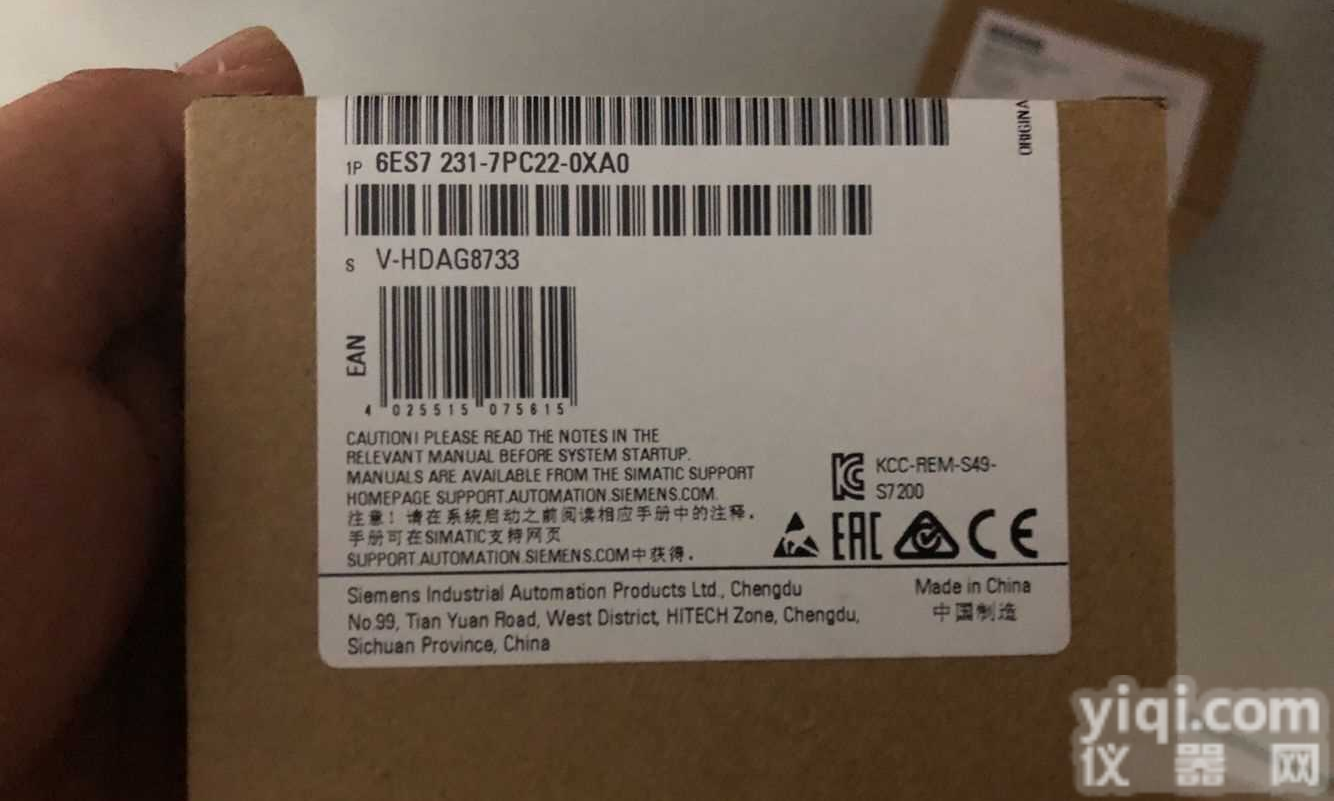 ORIGINA
1P 6ES7 231-7PC22-0XA0
S V-HDAG8733
EAN
4 025515 075615
CAUTION! PLEASE READ THE NOTES IN THE
RELEVANT MANUAL BEFORE SYSTEM STARTUP.
MANUALS ARE AVAILABLE FROM THE SIMATIC SUPPORT
HOMEPAGE SUPPORT.AUTOMATION.SIEMENS.COM.
注意！请在系统启动之前阅读相应手册中的注释。
手册可在SIMATIC支持网页
SUPPORT.AUTOMATION.SIEMENS.COM中获得。
KCC-REM-S49-
S7200
EAC CE
Siemens Industrial Automation Products Ltd., Chengdu
No.99, Tian Yuan Road, West District, HITECH Zone, Chengdu,
Sichuan Province, China
Made in China
中国制造
yiqi.com
仪器网